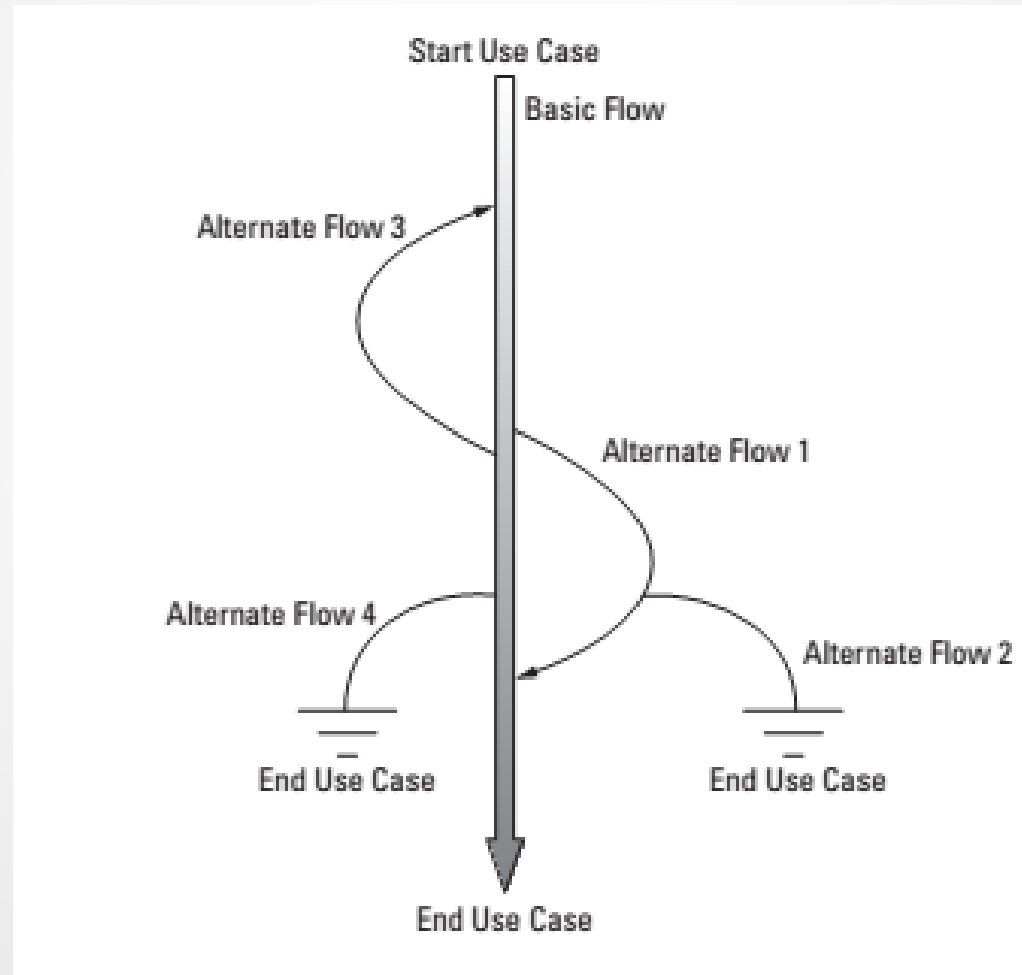 Start Use Case
Basic Flow
Alternate Flow 3
Alternate Flow 1
Alternate Flow 4
Alternate Flow 2
End Use Case
End Use Case
End Use Case